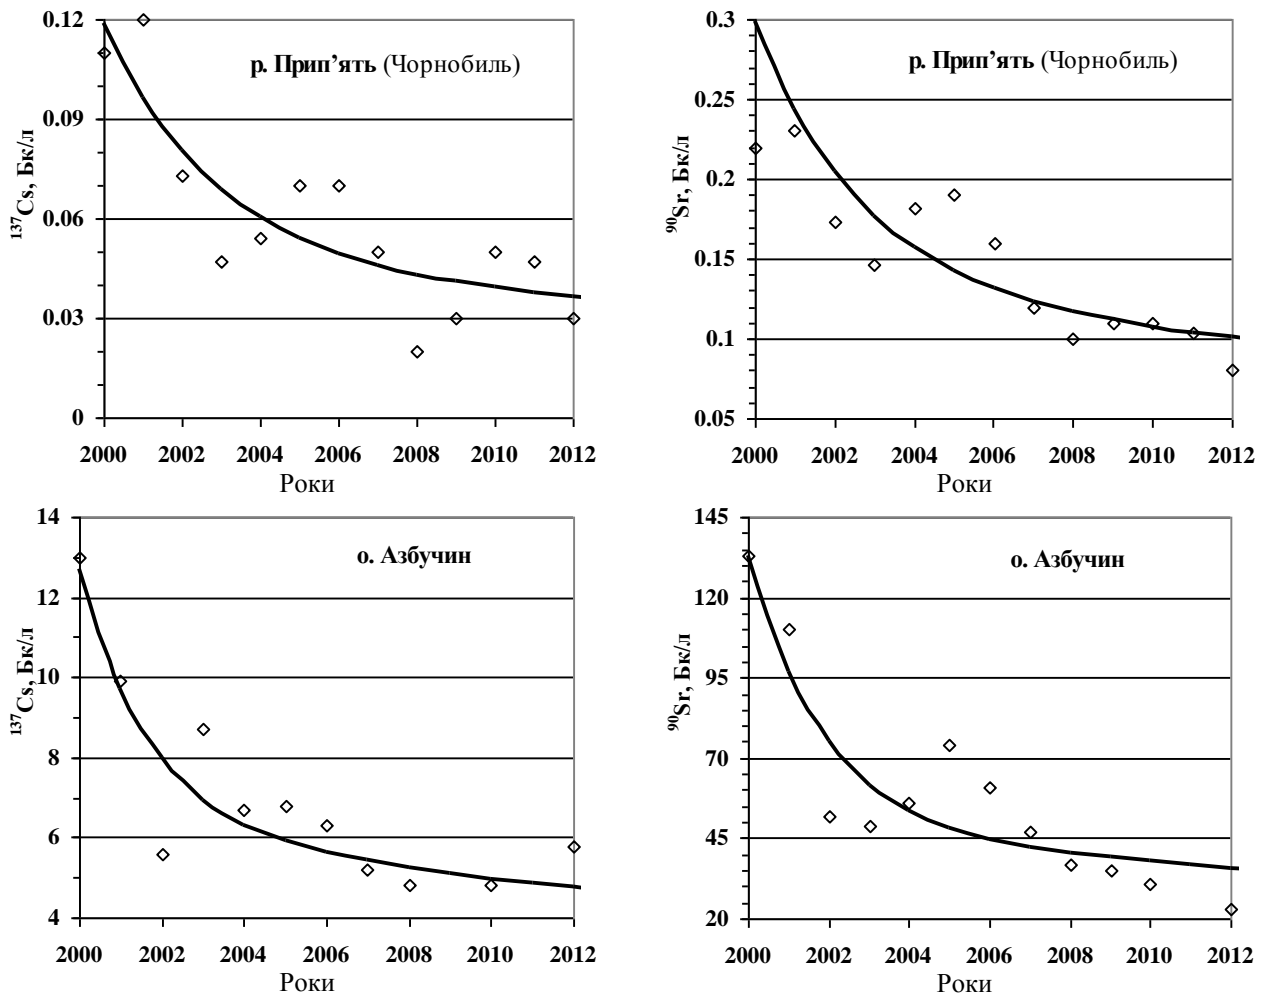 р. Прип’ять (Чорнобиль)
¹³⁷Cs, Бк/л
0.12
0.09
0.06
0.03
0
2000 2002 2004 2006 2008 2010 2012
Роки
р. Прип’ять (Чорнобиль)
⁹⁰Sr, Бк/л
0.3
0.25
0.2
0.15
0.1
0.05
2000 2002 2004 2006 2008 2010 2012
Роки
о. Азбучин
¹³⁷Cs, Бк/л
14
12
10
8
6
4
2000 2002 2004 2006 2008 2010 2012
Роки
о. Азбучин
⁹⁰Sr, Бк/л
145
120
95
70
45
20
2000 2002 2004 2006 2008 2010 2012
Роки